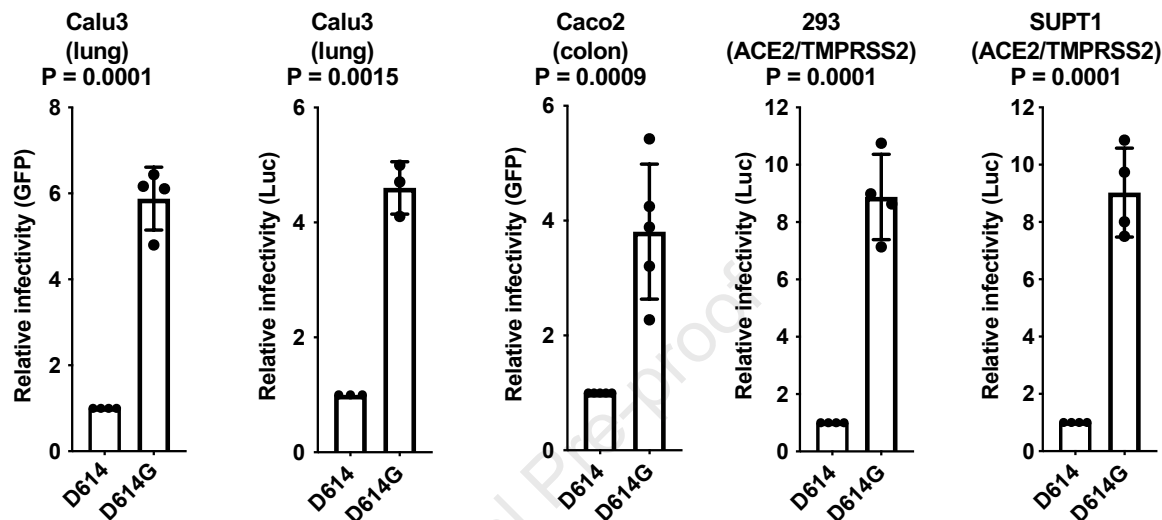 Calu3
(lung)
P = 0.0001
Relative infectivity (GFP)
8
6
4
2
0
D614
D614G
Calu3
(lung)
P = 0.0015
Relative infectivity (Luc)
6
4
2
0
D614
D614G
Caco2
(colon)
P = 0.0009
Relative infectivity (GFP)
6
4
2
0
D614
D614G
293
(ACE2/TMPRSS2)
P = 0.0001
Relative infectivity (Luc)
12
10
8
6
4
2
0
D614
D614G
SUPT1
(ACE2/TMPRSS2)
P = 0.0001
Relative infectivity (Luc)
12
10
8
6
4
2
0
D614
D614G
Pre-proof